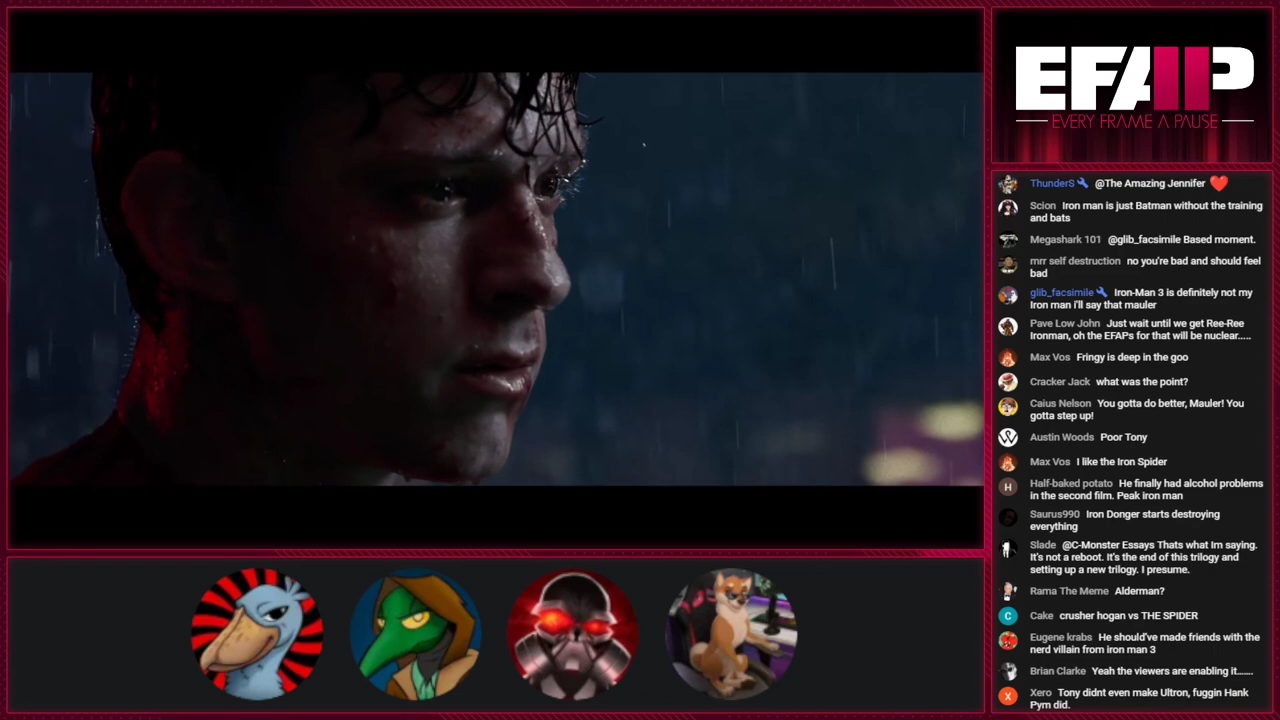 EFAP
EVERY FRAME A PAUSE
ThunderS @The Amazing Jennifer
Scion Iron man is just Batman without the training
and bats
Megashark 101 @glib_facsimile Based moment.
mrr self destruction no you're bad and should feel
bad
glib_facsimile Iron-Man 3 is definitely not my
Iron man i'll say that mauler
Pave Low John Just wait until we get Ree-Ree
Ironman, oh the EFAPs for that will be nuclear.....
Max Vos Fringy is deep in the goo
Cracker Jack what was the point?
Caius Nelson You gotta do better, Mauler! You
gotta step up!
Austin Woods Poor Tony
Max Vos I like the Iron Spider
H Half-baked potato He finally had alcohol problems
in the second film. Peak iron man
Saurus990 Iron Donger starts destroying
everything
Slade @C-Monster Essays Thats what Im saying.
It's not a reboot. It's the end of this trilogy and
setting up a new trilogy. I presume.
Rama The Meme Alderman?
C Cake crusher hogan vs THE SPIDER
Eugene krabs He should've made friends with the
nerd villain from iron man 3
Brian Clarke Yeah the viewers are enabling it.......
X Xero Tony didnt even make Ultron, fuggin Hank
Pym did.